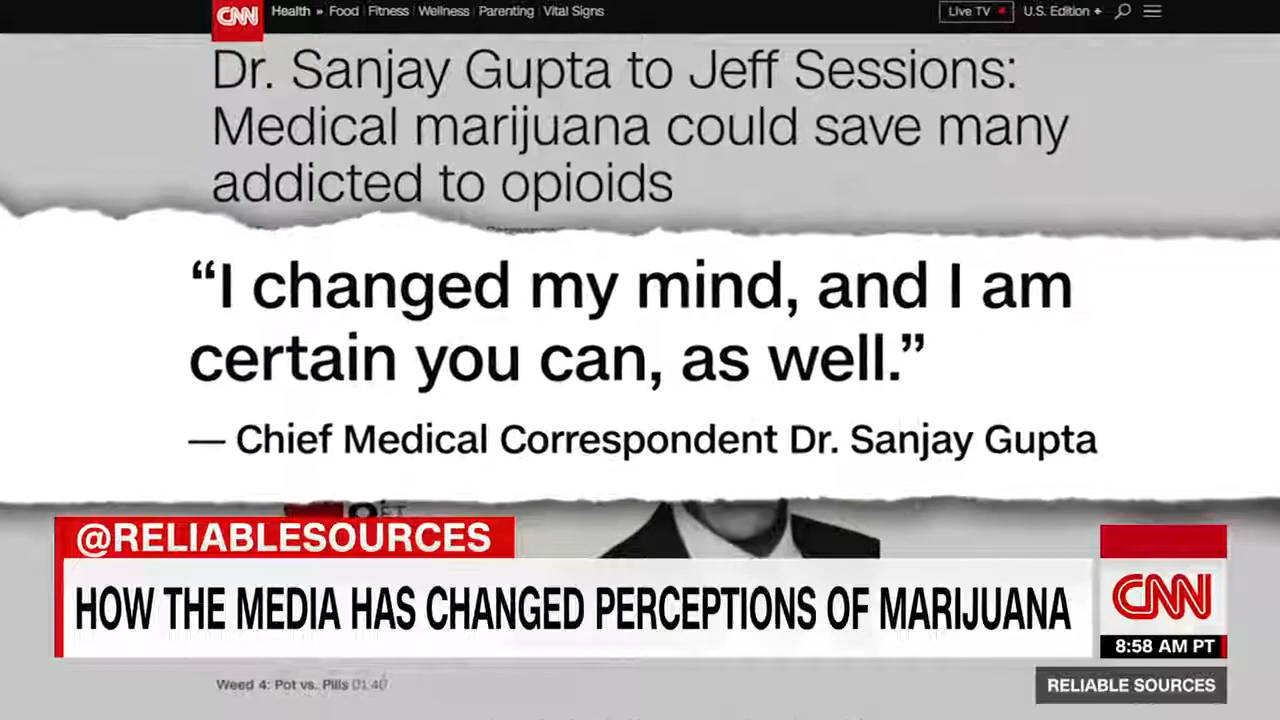 CNN Health » Food Fitness Wellness Parenting Vital Signs Live TV U.S. Edition +
Dr. Sanjay Gupta to Jeff Sessions:
Medical marijuana could save many
addicted to opioids
“I changed my mind, and I am
certain you can, as well.”
— Chief Medical Correspondent Dr. Sanjay Gupta
@RELIABLESOURCES
HOW THE MEDIA HAS CHANGED PERCEPTIONS OF MARIJUANA
CNN
8:58 AM PT
Weed 4: Pot vs. Pills 01:40
RELIABLE SOURCES